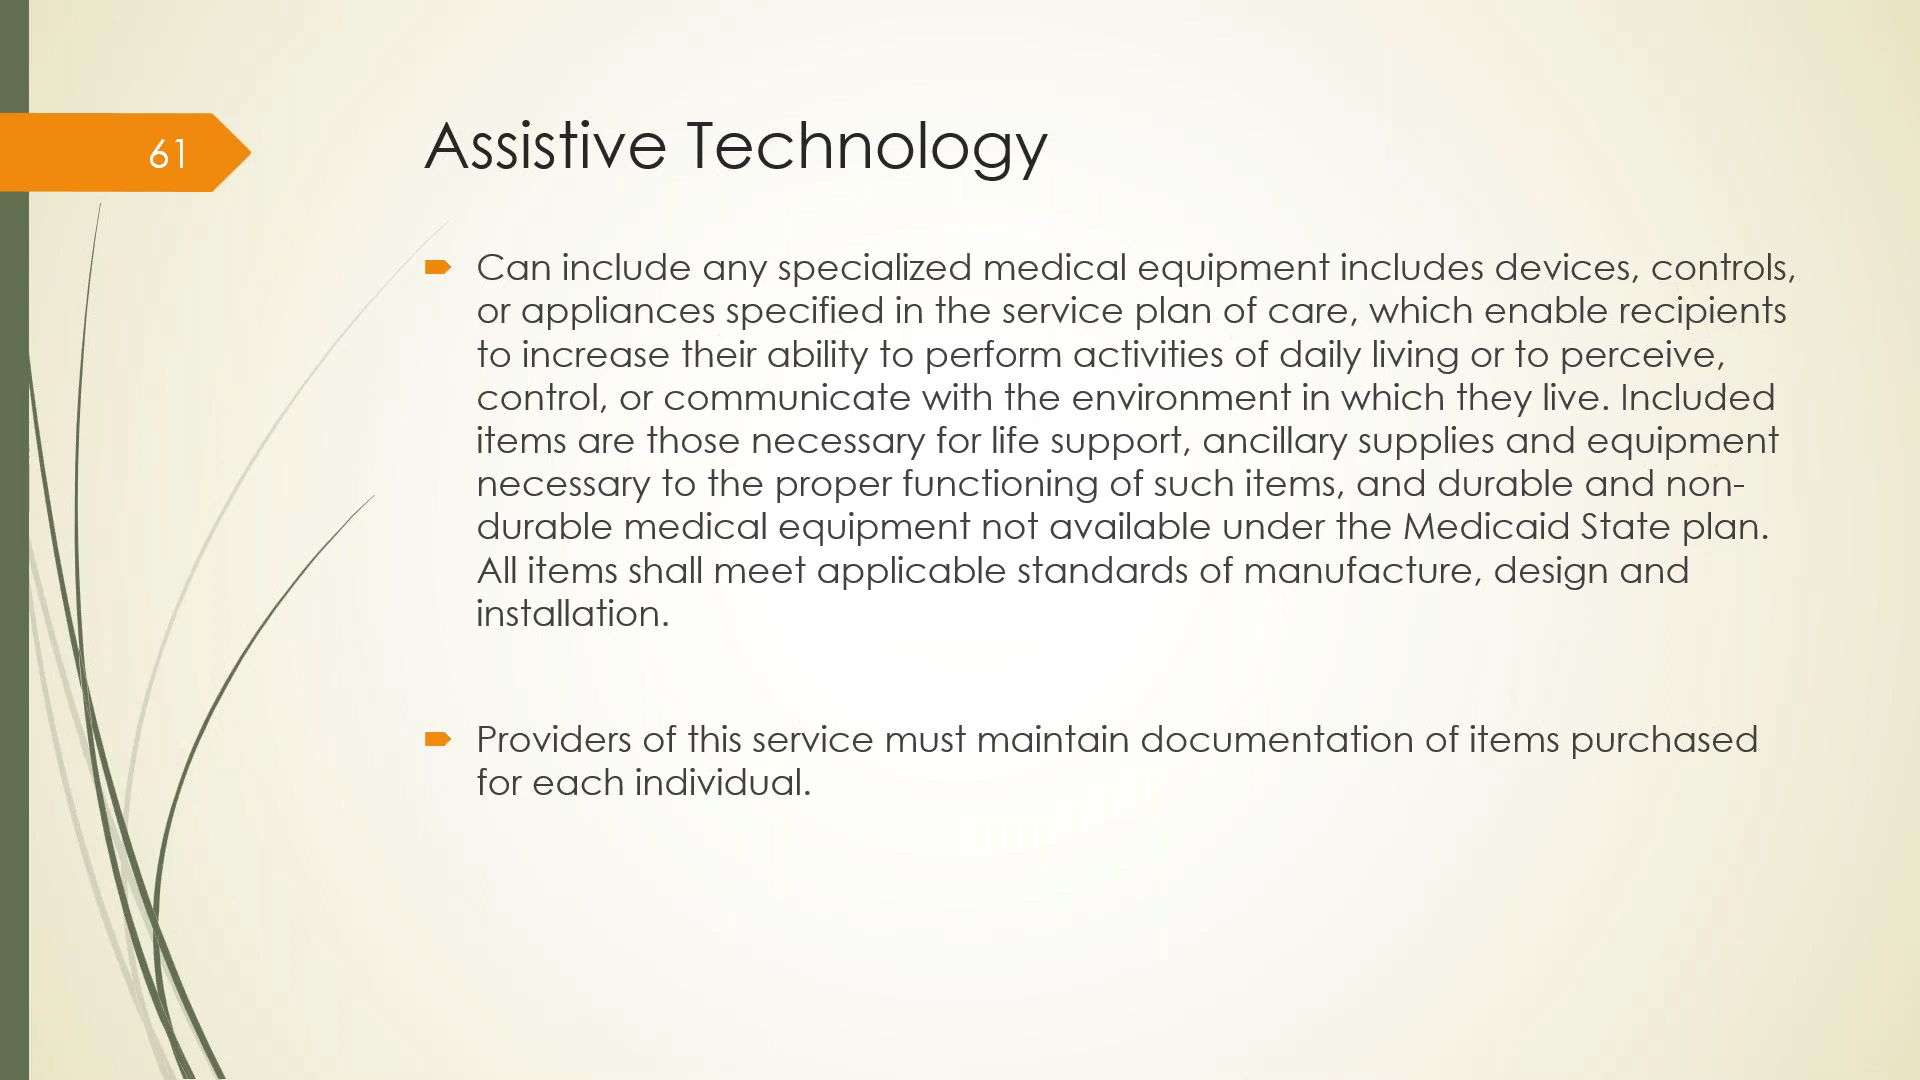 61
Assistive Technology
Can include any specialized medical equipment includes devices, controls,
or appliances specified in the service plan of care, which enable recipients
to increase their ability to perform activities of daily living or to perceive,
control, or communicate with the environment in which they live. Included
items are those necessary for life support, ancillary supplies and equipment
necessary to the proper functioning of such items, and durable and non-
durable medical equipment not available under the Medicaid State plan.
All items shall meet applicable standards of manufacture, design and
installation.
Providers of this service must maintain documentation of items purchased
for each individual.